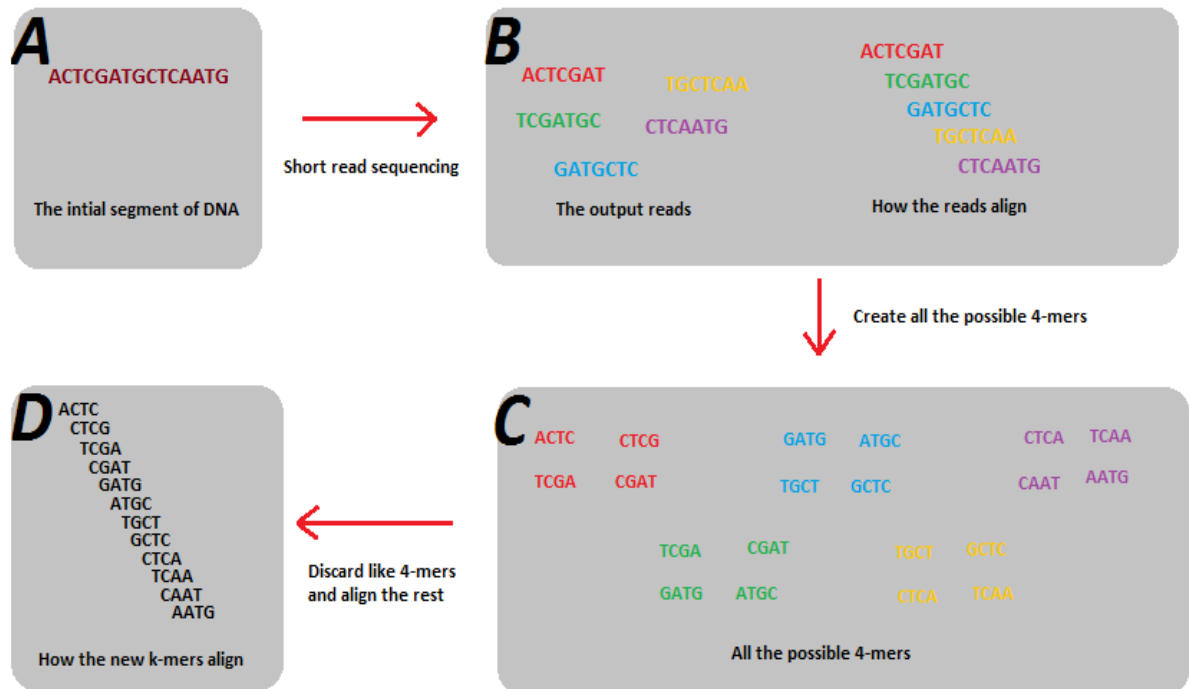 A
ACTCGATGCTCAATG
The intial segment of DNA
Short read sequencing
B
ACTCGAT
TGCTCAA
TCGATGC
CTCAATG
GATGCTC
The output reads
ACTCGAT
TCGATGC
GATGCTC
TGCTCAA
CTCAATG
How the reads align
Create all the possible 4-mers
C
ACTC CTCG
TCGA CGAT
GATG ATGC
TGCT GCTC
CTCA TCAA
CAAT AATG
TCGA CGAT
GATG ATGC
TGCT GCTC
CTCA TCAA
All the possible 4-mers
Discard like 4-mers
and align the rest
D
ACTC
CTCG
TCGA
CGAT
GATG
ATGC
TGCT
GCTC
CTCA
TCAA
CAAT
AATG
How the new k-mers align